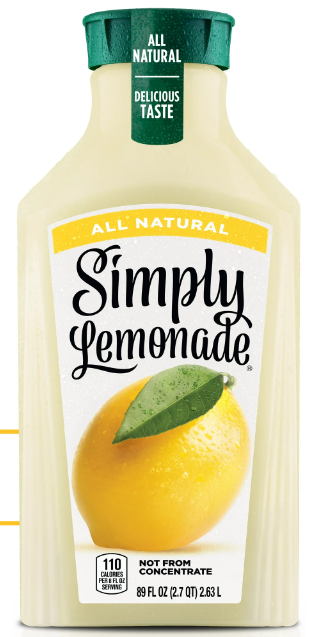 ALL
NATURAL
DELICIOUS
TASTE
ALL NATURAL
Simply
Lemonade®
110
CALORIES
PER 8 FL OZ
SERVING
NOT FROM
CONCENTRATE
89 FL OZ (2.7 QT) 2.63 L